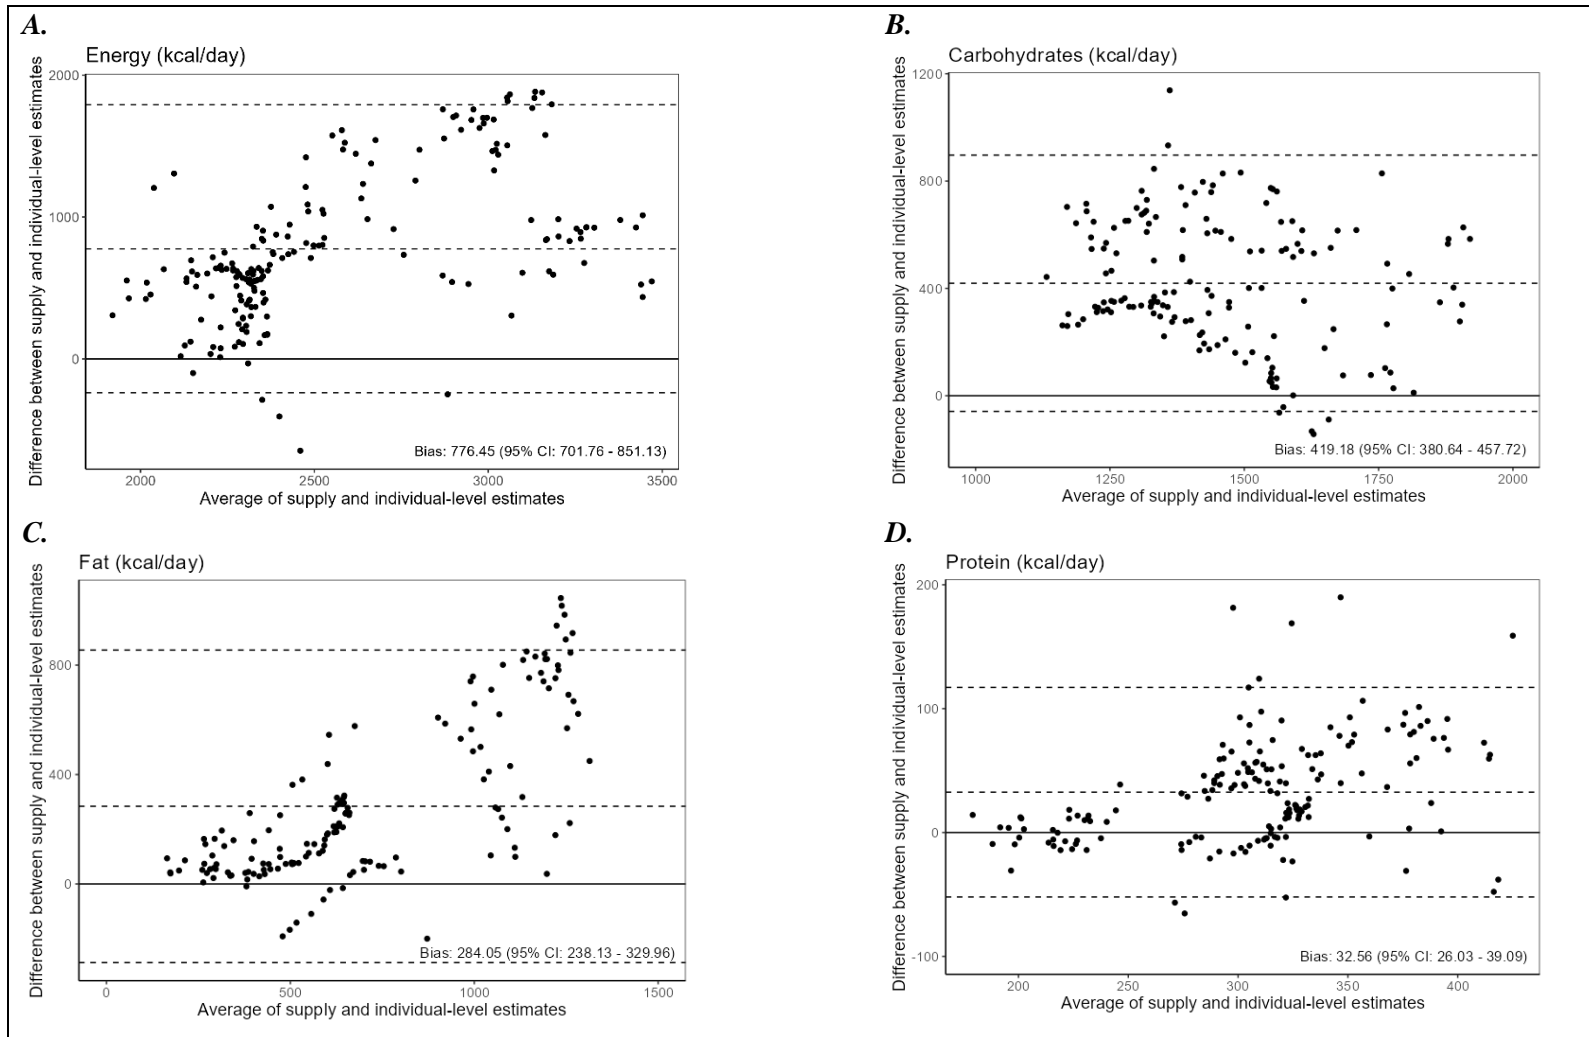 A.
Energy (kcal/day)
Difference between supply and individual-level estimates
2000
1000
0
Bias: 776.45 (95% CI: 701.76 - 851.13)
2000 2500 3000 3500
Average of supply and individual-level estimates
B.
Carbohydrates (kcal/day)
Difference between supply and individual-level estimates
1200
800
400
0
Bias: 419.18 (95% CI: 380.64 - 457.72)
1000 1250 1500 1750 2000
Average of supply and individual-level estimates
C.
Fat (kcal/day)
Difference between supply and individual-level estimates
800
400
0
Bias: 284.05 (95% CI: 238.13 - 329.96)
0 500 1000 1500
Average of supply and individual-level estimates
D.
Protein (kcal/day)
Difference between supply and individual-level estimates
200
100
0
-100
Bias: 32.56 (95% CI: 26.03 - 39.09)
200 250 300 350 400
Average of supply and individual-level estimates